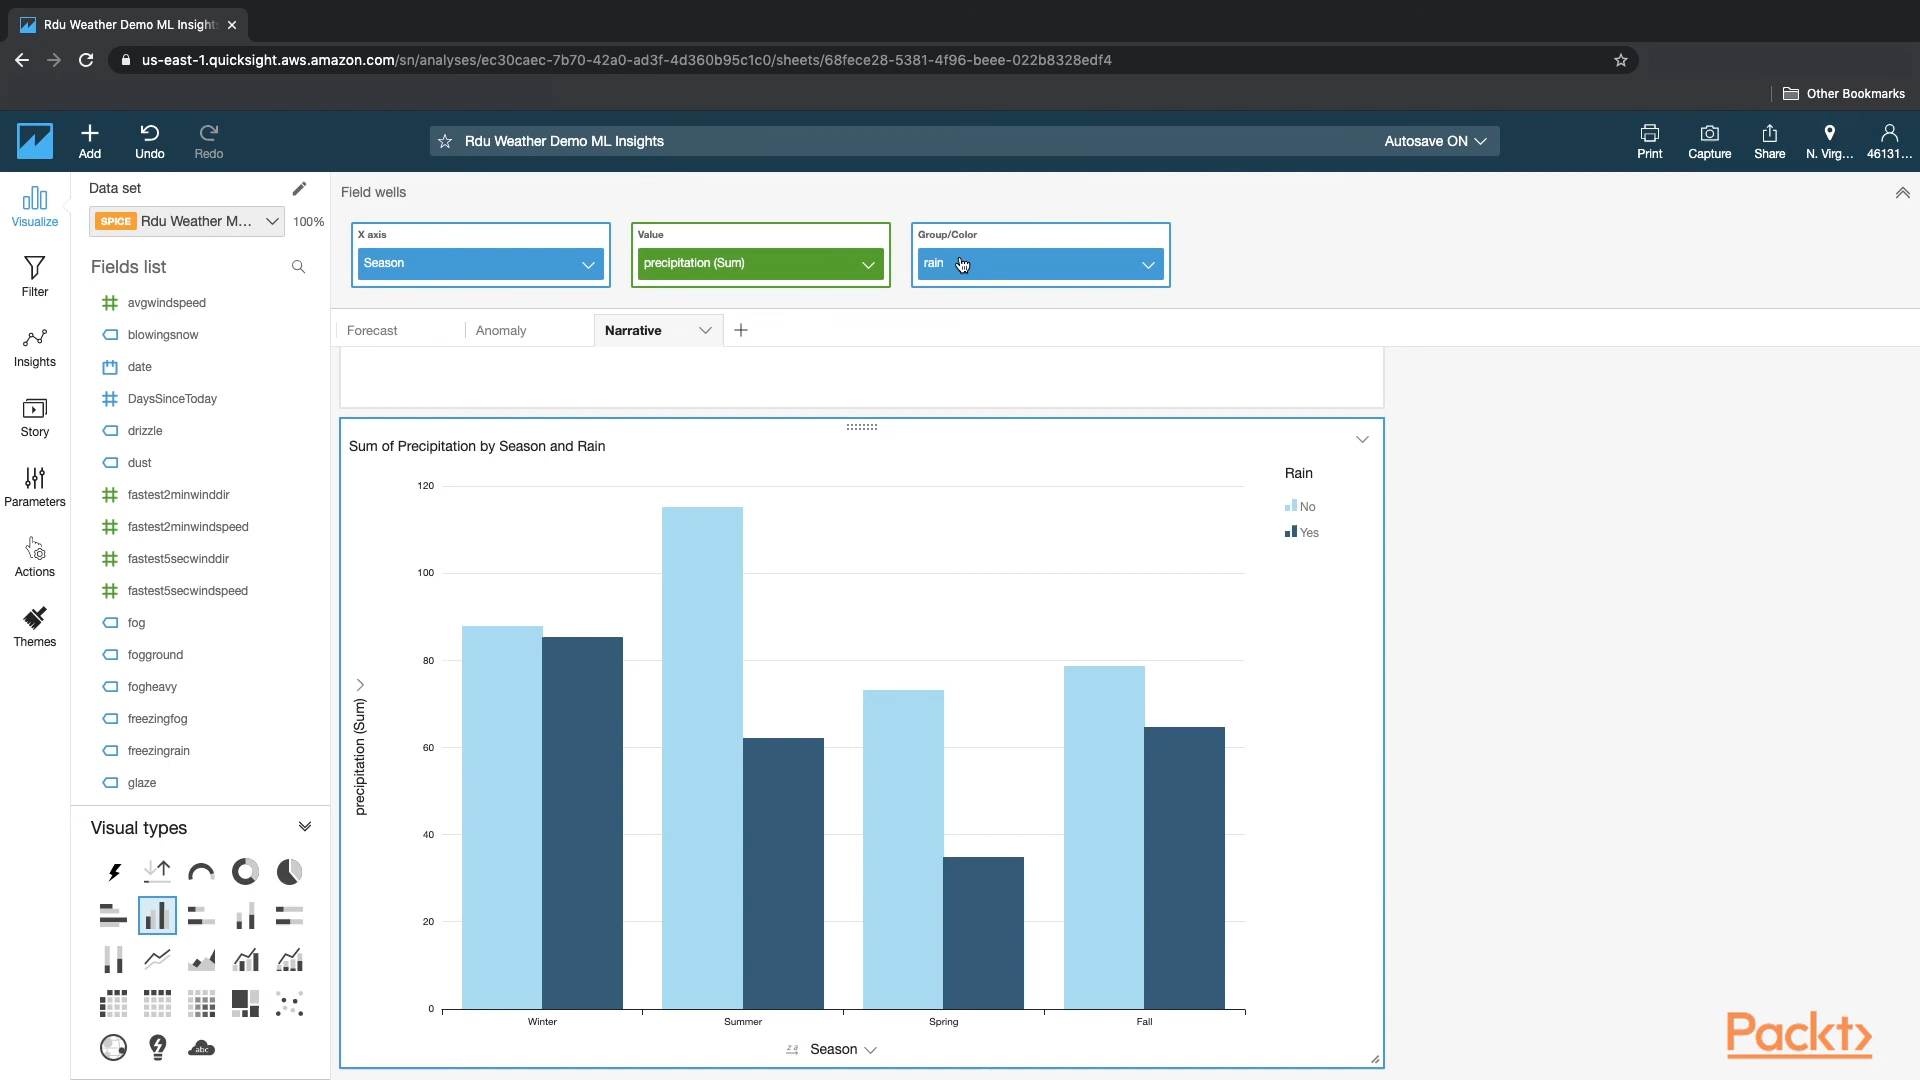 Rdu Weather Demo ML Insight
us-east-1.quicksight.aws.amazon.com/sn/analyses/ec30caec-7b70-42a0-ad3f-4d360b95c1c0/sheets/68fece28-5381-4f96-beee-022b8328edf4
Other Bookmarks
Add
Undo
Redo
Rdu Weather Demo ML Insights
Autosave ON
Print
Capture
Share
N. Virg...
46131...
Visualize
Filter
Insights
Story
Parameters
Actions
Themes
Data set
SPICE Rdu Weather M... 100%
Fields list
avgwindspeed
blowingsnow
date
DaysSinceToday
drizzle
dust
fastest2minwinddir
fastest2minwindspeed
fastest5secwinddir
fastest5secwindspeed
fog
fogground
fogheavy
freezingfog
freezingrain
glaze
Visual types
abc
Field wells
X axis
Season
Value
precipitation (Sum)
Group/Color
rain
Forecast
Anomaly
Narrative
Sum of Precipitation by Season and Rain
120
100
80
60
40
20
0
precipitation (Sum)
Winter
Summer
Spring
Fall
za
Season
Rain
No
Yes
Packt>